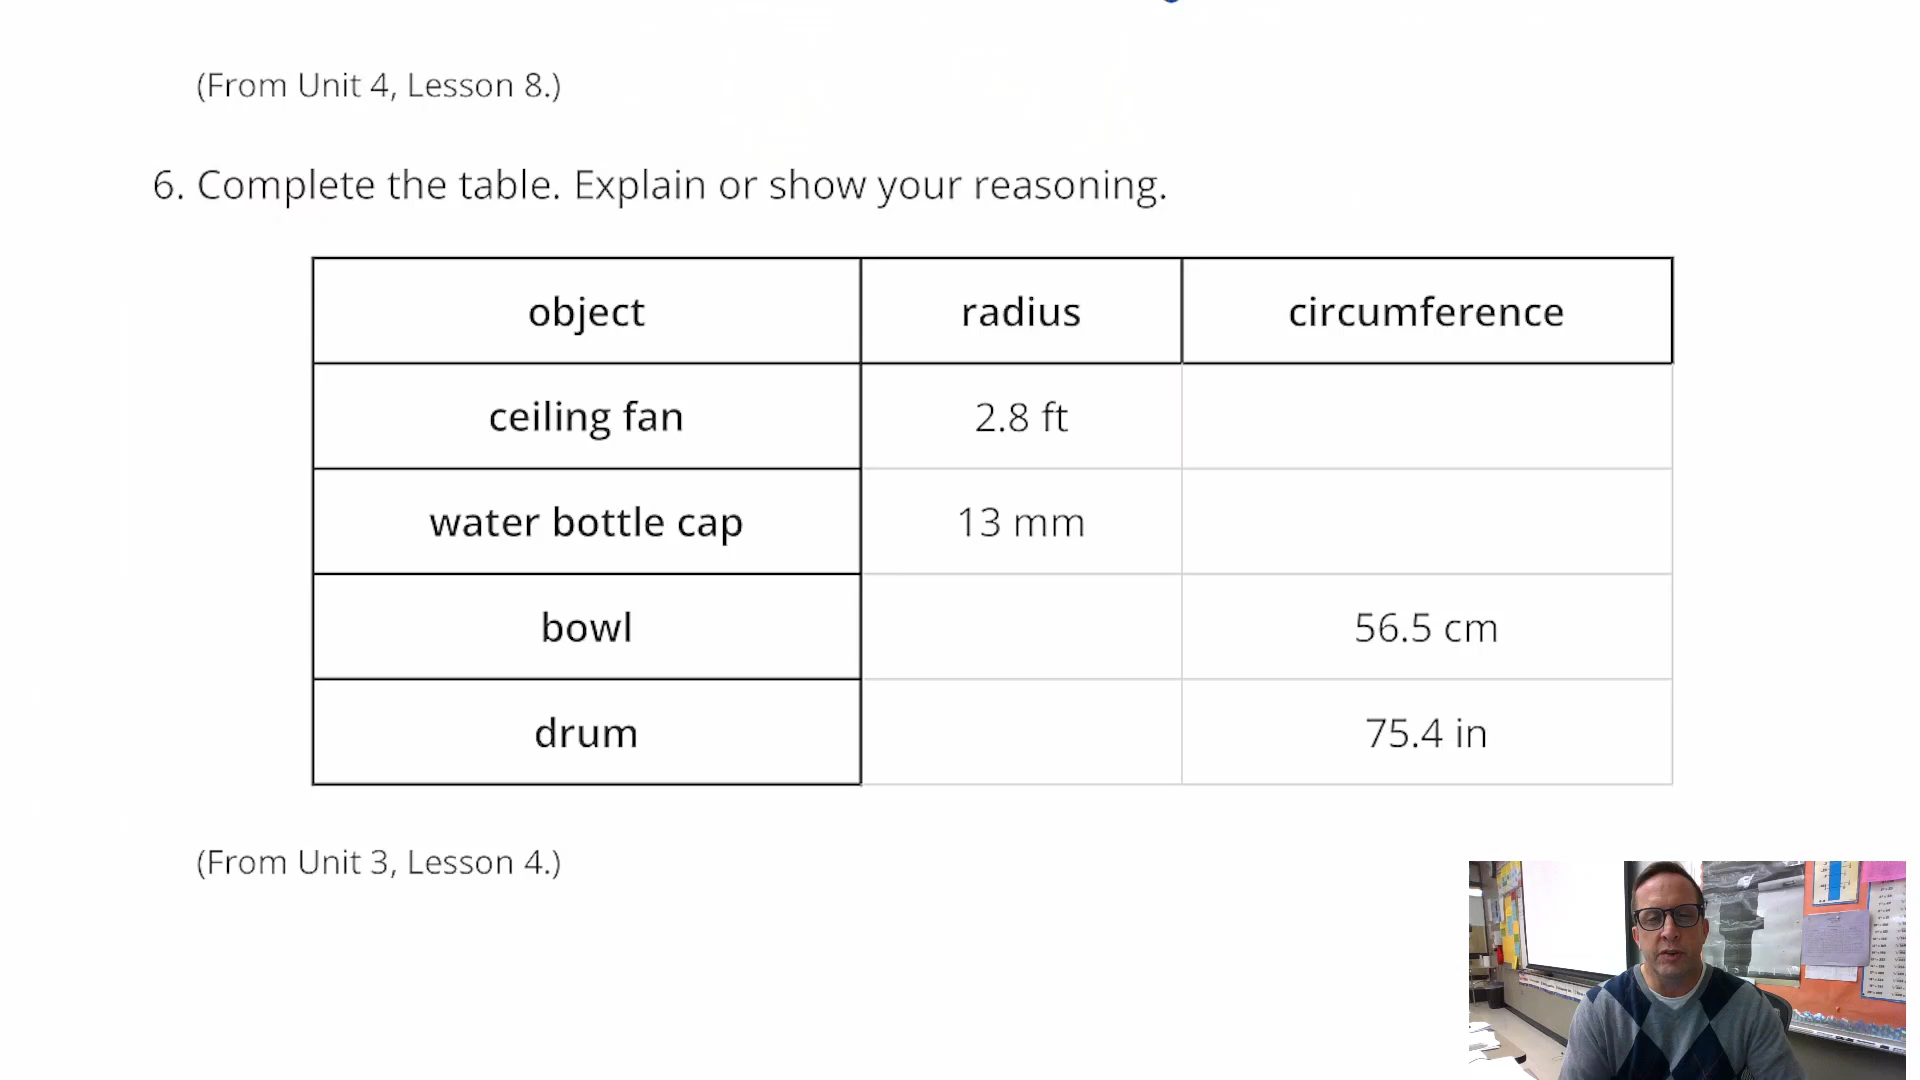 (From Unit 4, Lesson 8.)
6. Complete the table. Explain or show your reasoning.
object radius circumference
ceiling fan 2.8 ft
water bottle cap 13 mm
bowl 56.5 cm
drum 75.4 in
(From Unit 3, Lesson 4.)